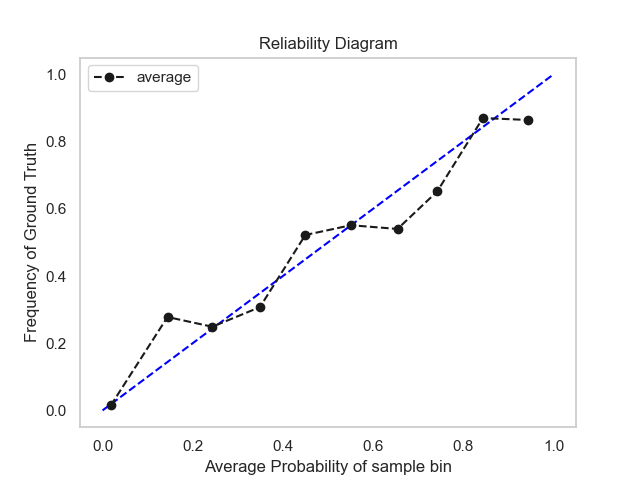 Reliability Diagram
average
1.0
0.8
0.6
0.4
0.2
0.0
Frequency of Ground Truth
0.0 0.2 0.4 0.6 0.8 1.0
Average Probability of sample bin